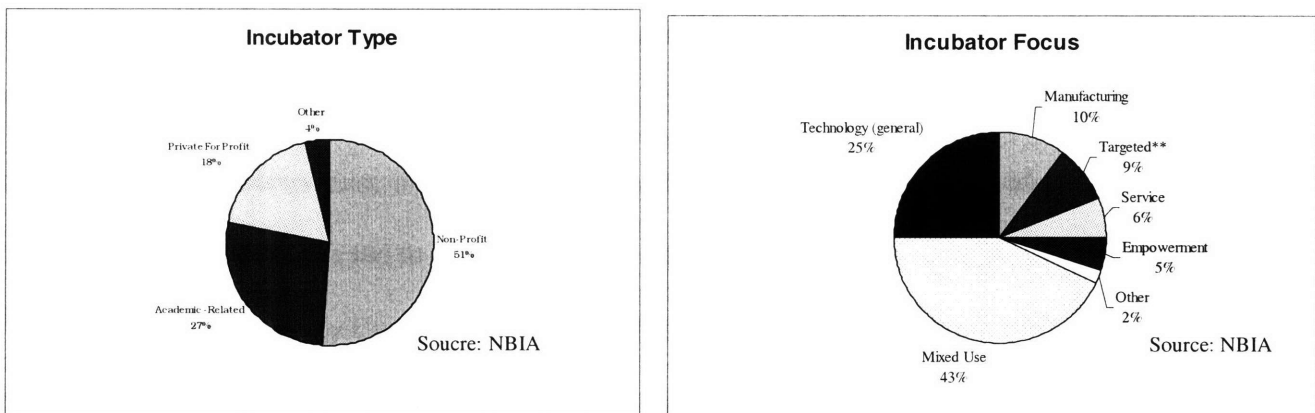 Incubator Type
Other
4%
Private For Profit
18%
Non-Profit
51%
Academic -Related
27%
Soucre: NBIA
Incubator Focus
Manufacturing
10%
Technology (general)
25%
Targeted**
9%
Service
6%
Empowerment
5%
Other
2%
Mixed Use
43%
Source: NBIA